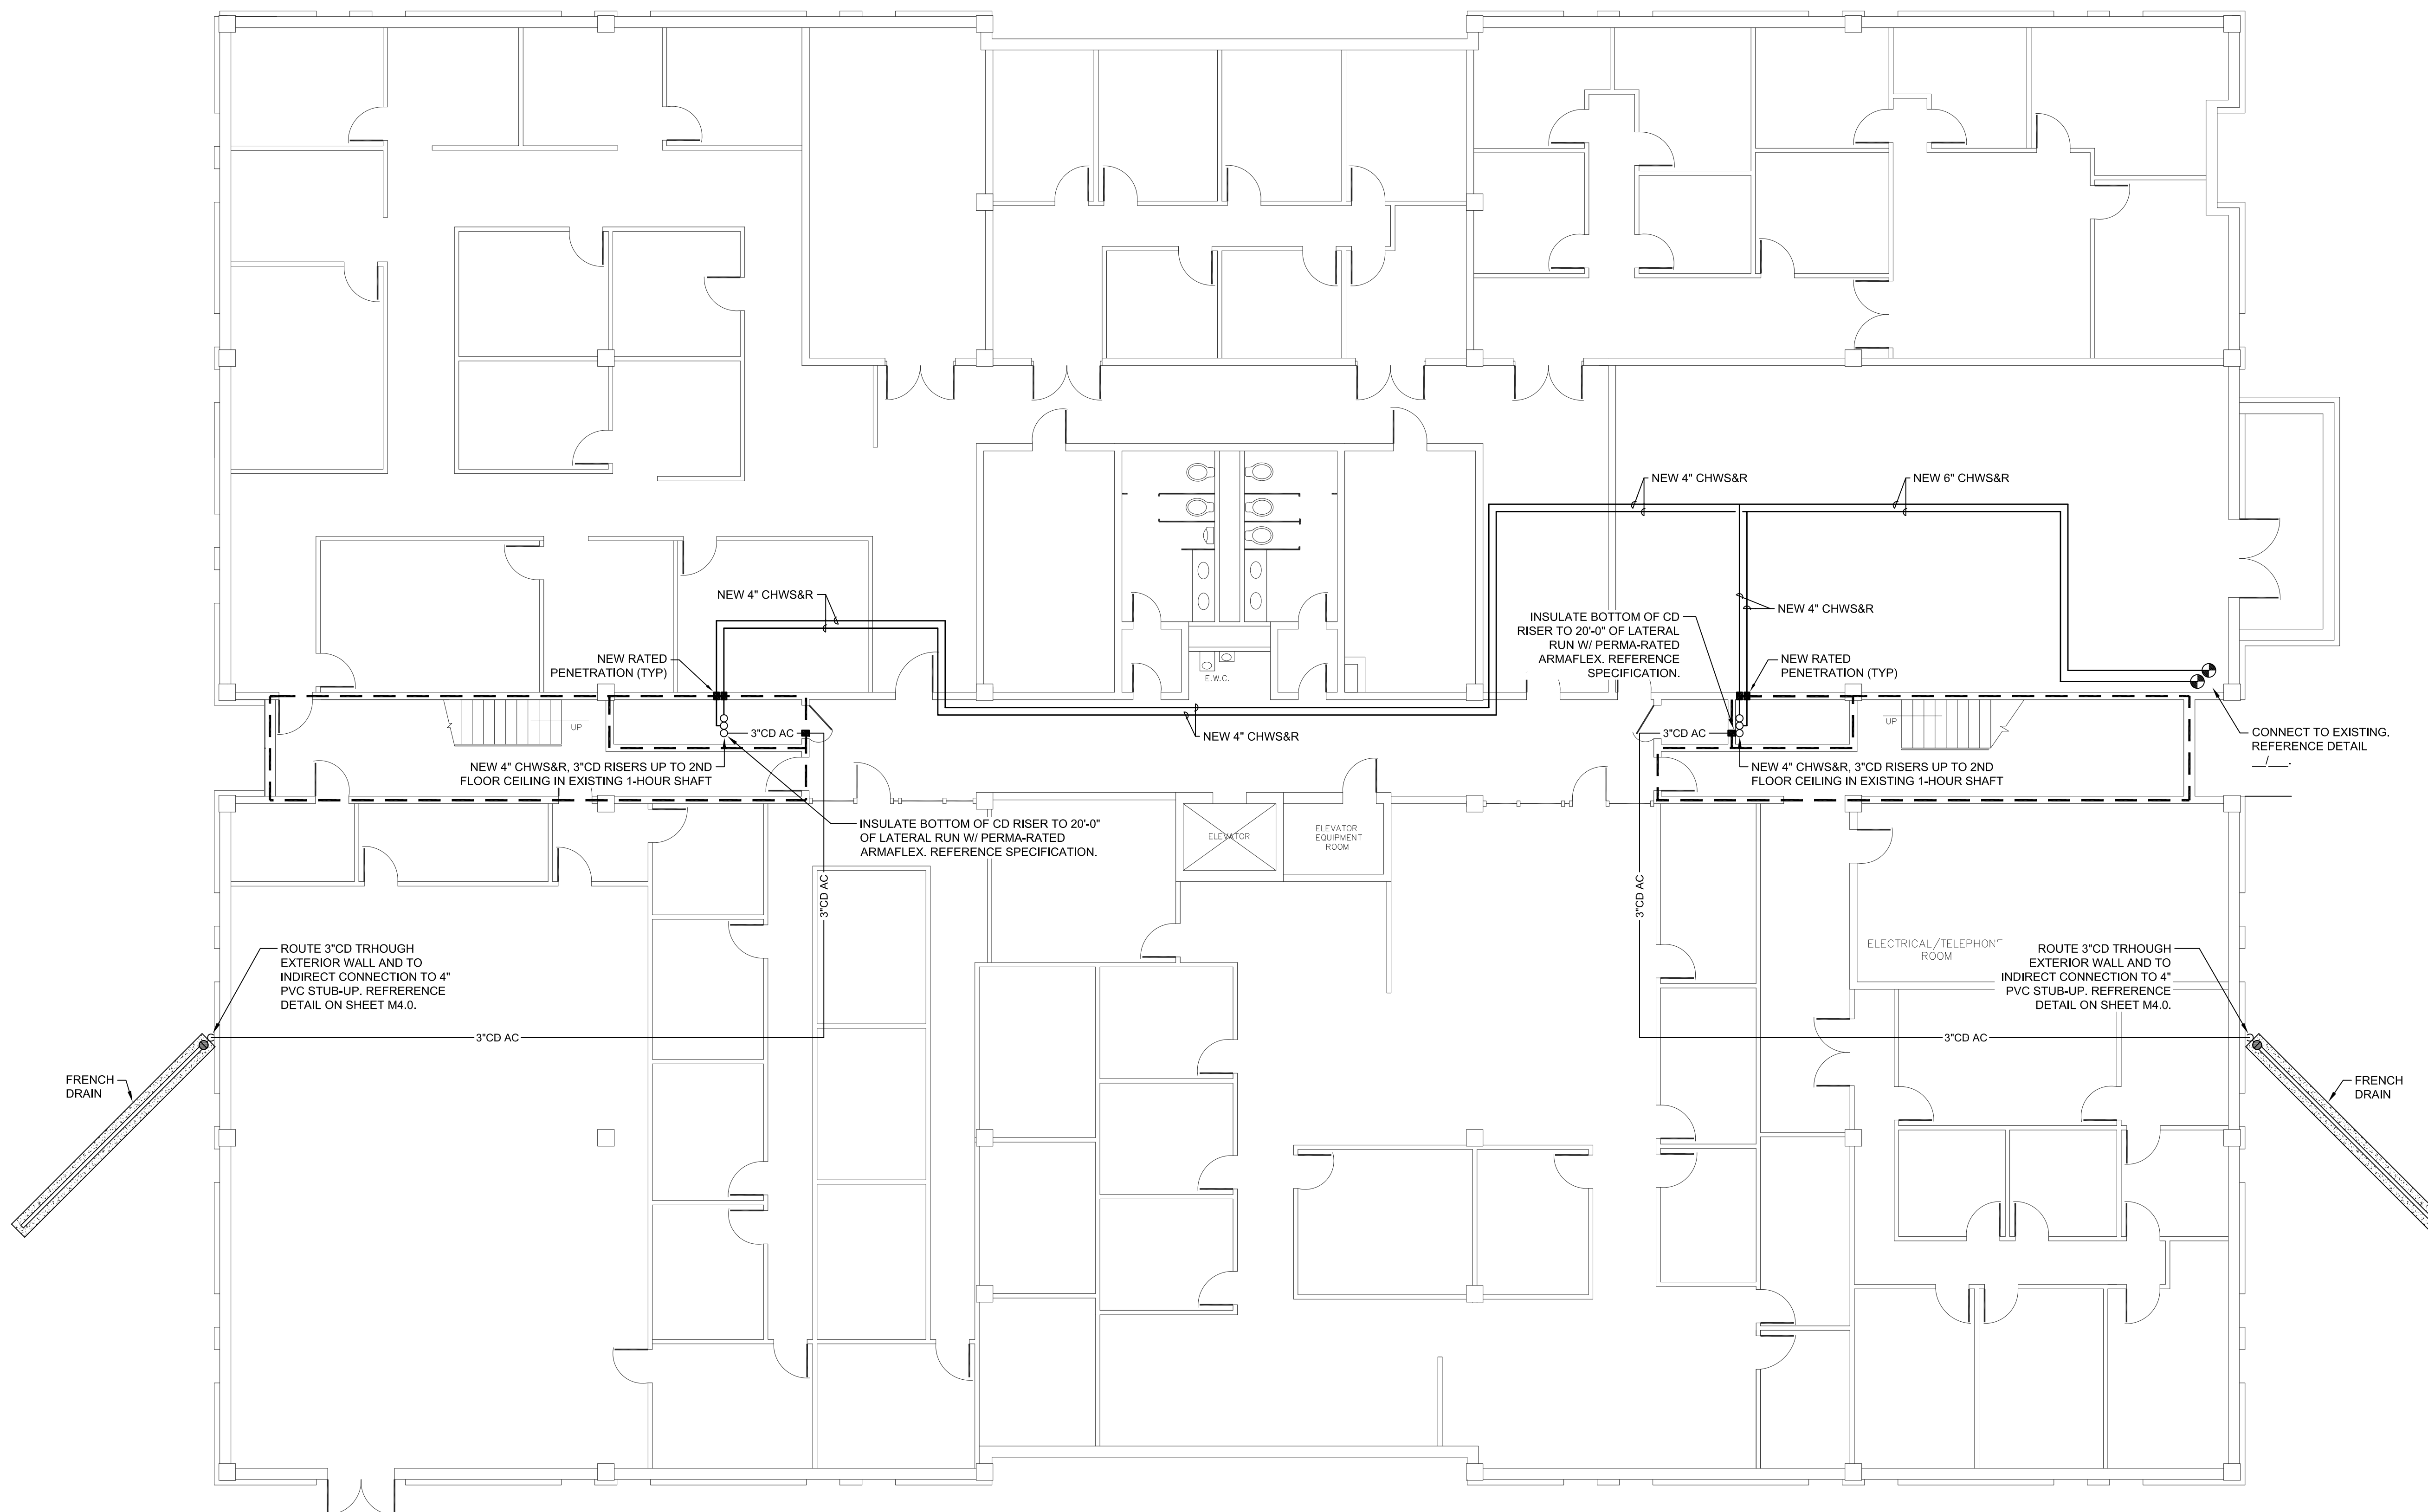 NEW 4" CHWS&R
NEW 6" CHWS&R
NEW 4" CHWS&R
NEW 4" CHWS&R
INSULATE BOTTOM OF CD
RISER TO 20'-0" OF LATERAL
RUN W/ PERMA-RATED
ARMAFLEX. REFERENCE
SPECIFICATION.
NEW RATED
PENETRATION (TYP)
NEW RATED
PENETRATION (TYP)
E.W.C.
UP
UP
3"CD AC
3"CD AC
NEW 4" CHWS&R
CONNECT TO EXISTING.
REFERENCE DETAIL
__/__.
NEW 4" CHWS&R, 3"CD RISERS UP TO 2ND
FLOOR CEILING IN EXISTING 1-HOUR SHAFT
NEW 4" CHWS&R, 3"CD RISERS UP TO 2ND
FLOOR CEILING IN EXISTING 1-HOUR SHAFT
INSULATE BOTTOM OF CD RISER TO 20'-0"
OF LATERAL RUN W/ PERMA-RATED
ARMAFLEX. REFERENCE SPECIFICATION.
ELEVATOR
ELEVATOR
EQUIPMENT
ROOM
3"CD AC
3"CD AC
ELECTRICAL/TELEPHON
ROOM
ROUTE 3"CD TRHOUGH
EXTERIOR WALL AND TO
INDIRECT CONNECTION TO 4"
PVC STUB-UP. REFRERENCE
DETAIL ON SHEET M4.0.
ROUTE 3"CD TRHOUGH
EXTERIOR WALL AND TO
INDIRECT CONNECTION TO 4"
PVC STUB-UP. REFRERENCE
DETAIL ON SHEET M4.0.
3"CD AC
3"CD AC
FRENCH
DRAIN
FRENCH
DRAIN